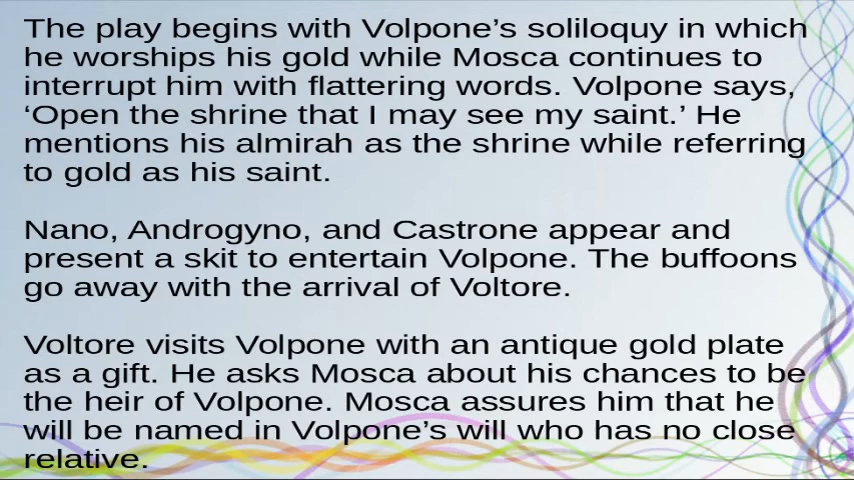 The play begins with Volpone’s soliloquy in which
he worships his gold while Mosca continues to
interrupt him with flattering words. Volpone says,
‘Open the shrine that I may see my saint.’ He
mentions his almirah as the shrine while referring
to gold as his saint.
Nano, Androgyno, and Castrone appear and
present a skit to entertain Volpone. The buffoons
go away with the arrival of Voltore.
Voltore visits Volpone with an antique gold plate
as a gift. He asks Mosca about his chances to be
the heir of Volpone. Mosca assures him that he
will be named in Volpone’s will who has no close
relative.